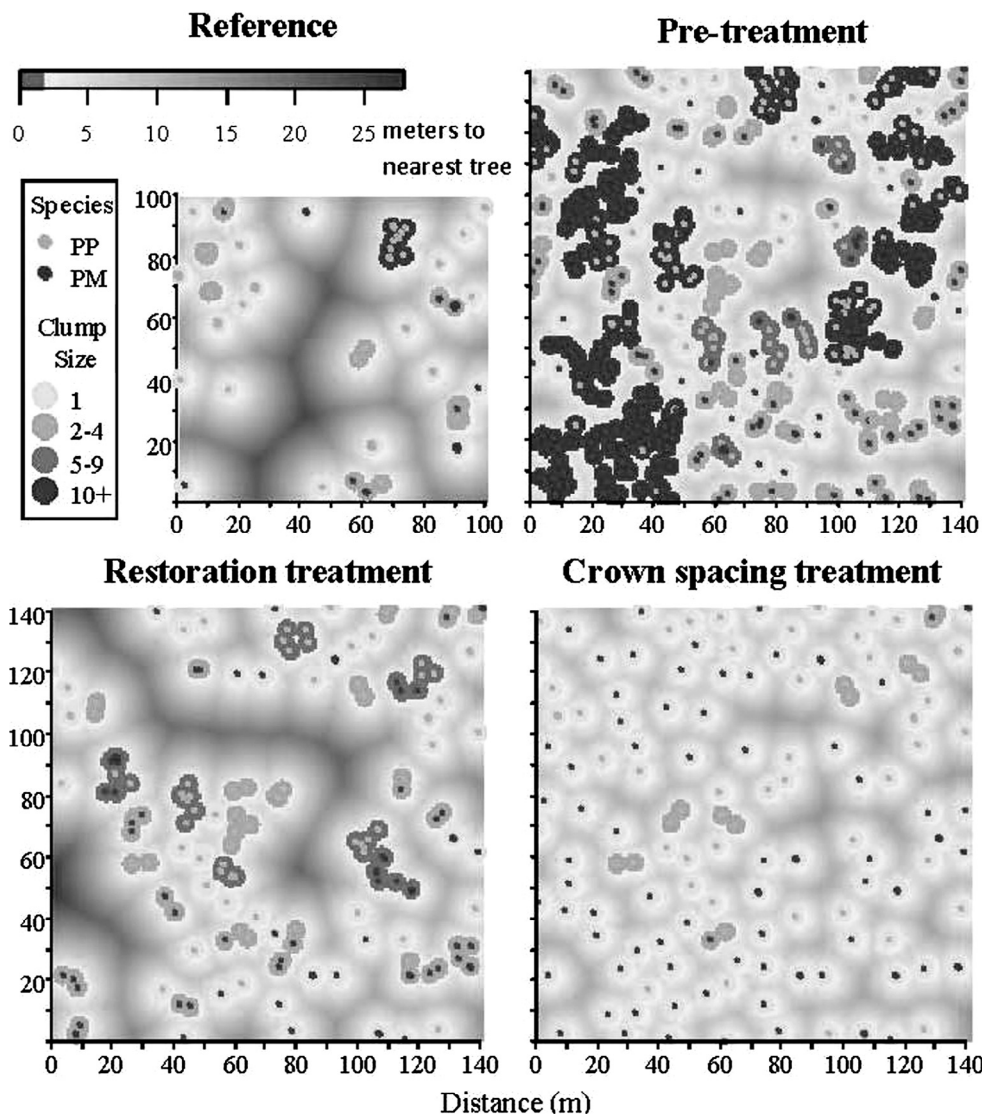 Reference
Pre-treatment
0 5 10 15 20 25 meters to
nearest tree
Species
PP
PM
Clump
Size
1
2-4
5-9
10+
100
80
60
40
20
0 20 40 60 80 100
0 20 40 60 80 100 120 140
Restoration treatment
Crown spacing treatment
140
120
100
80
60
40
20
0 20 40 60 80 100 120 140
0 20 40 60 80 100 120 140
Distance (m)